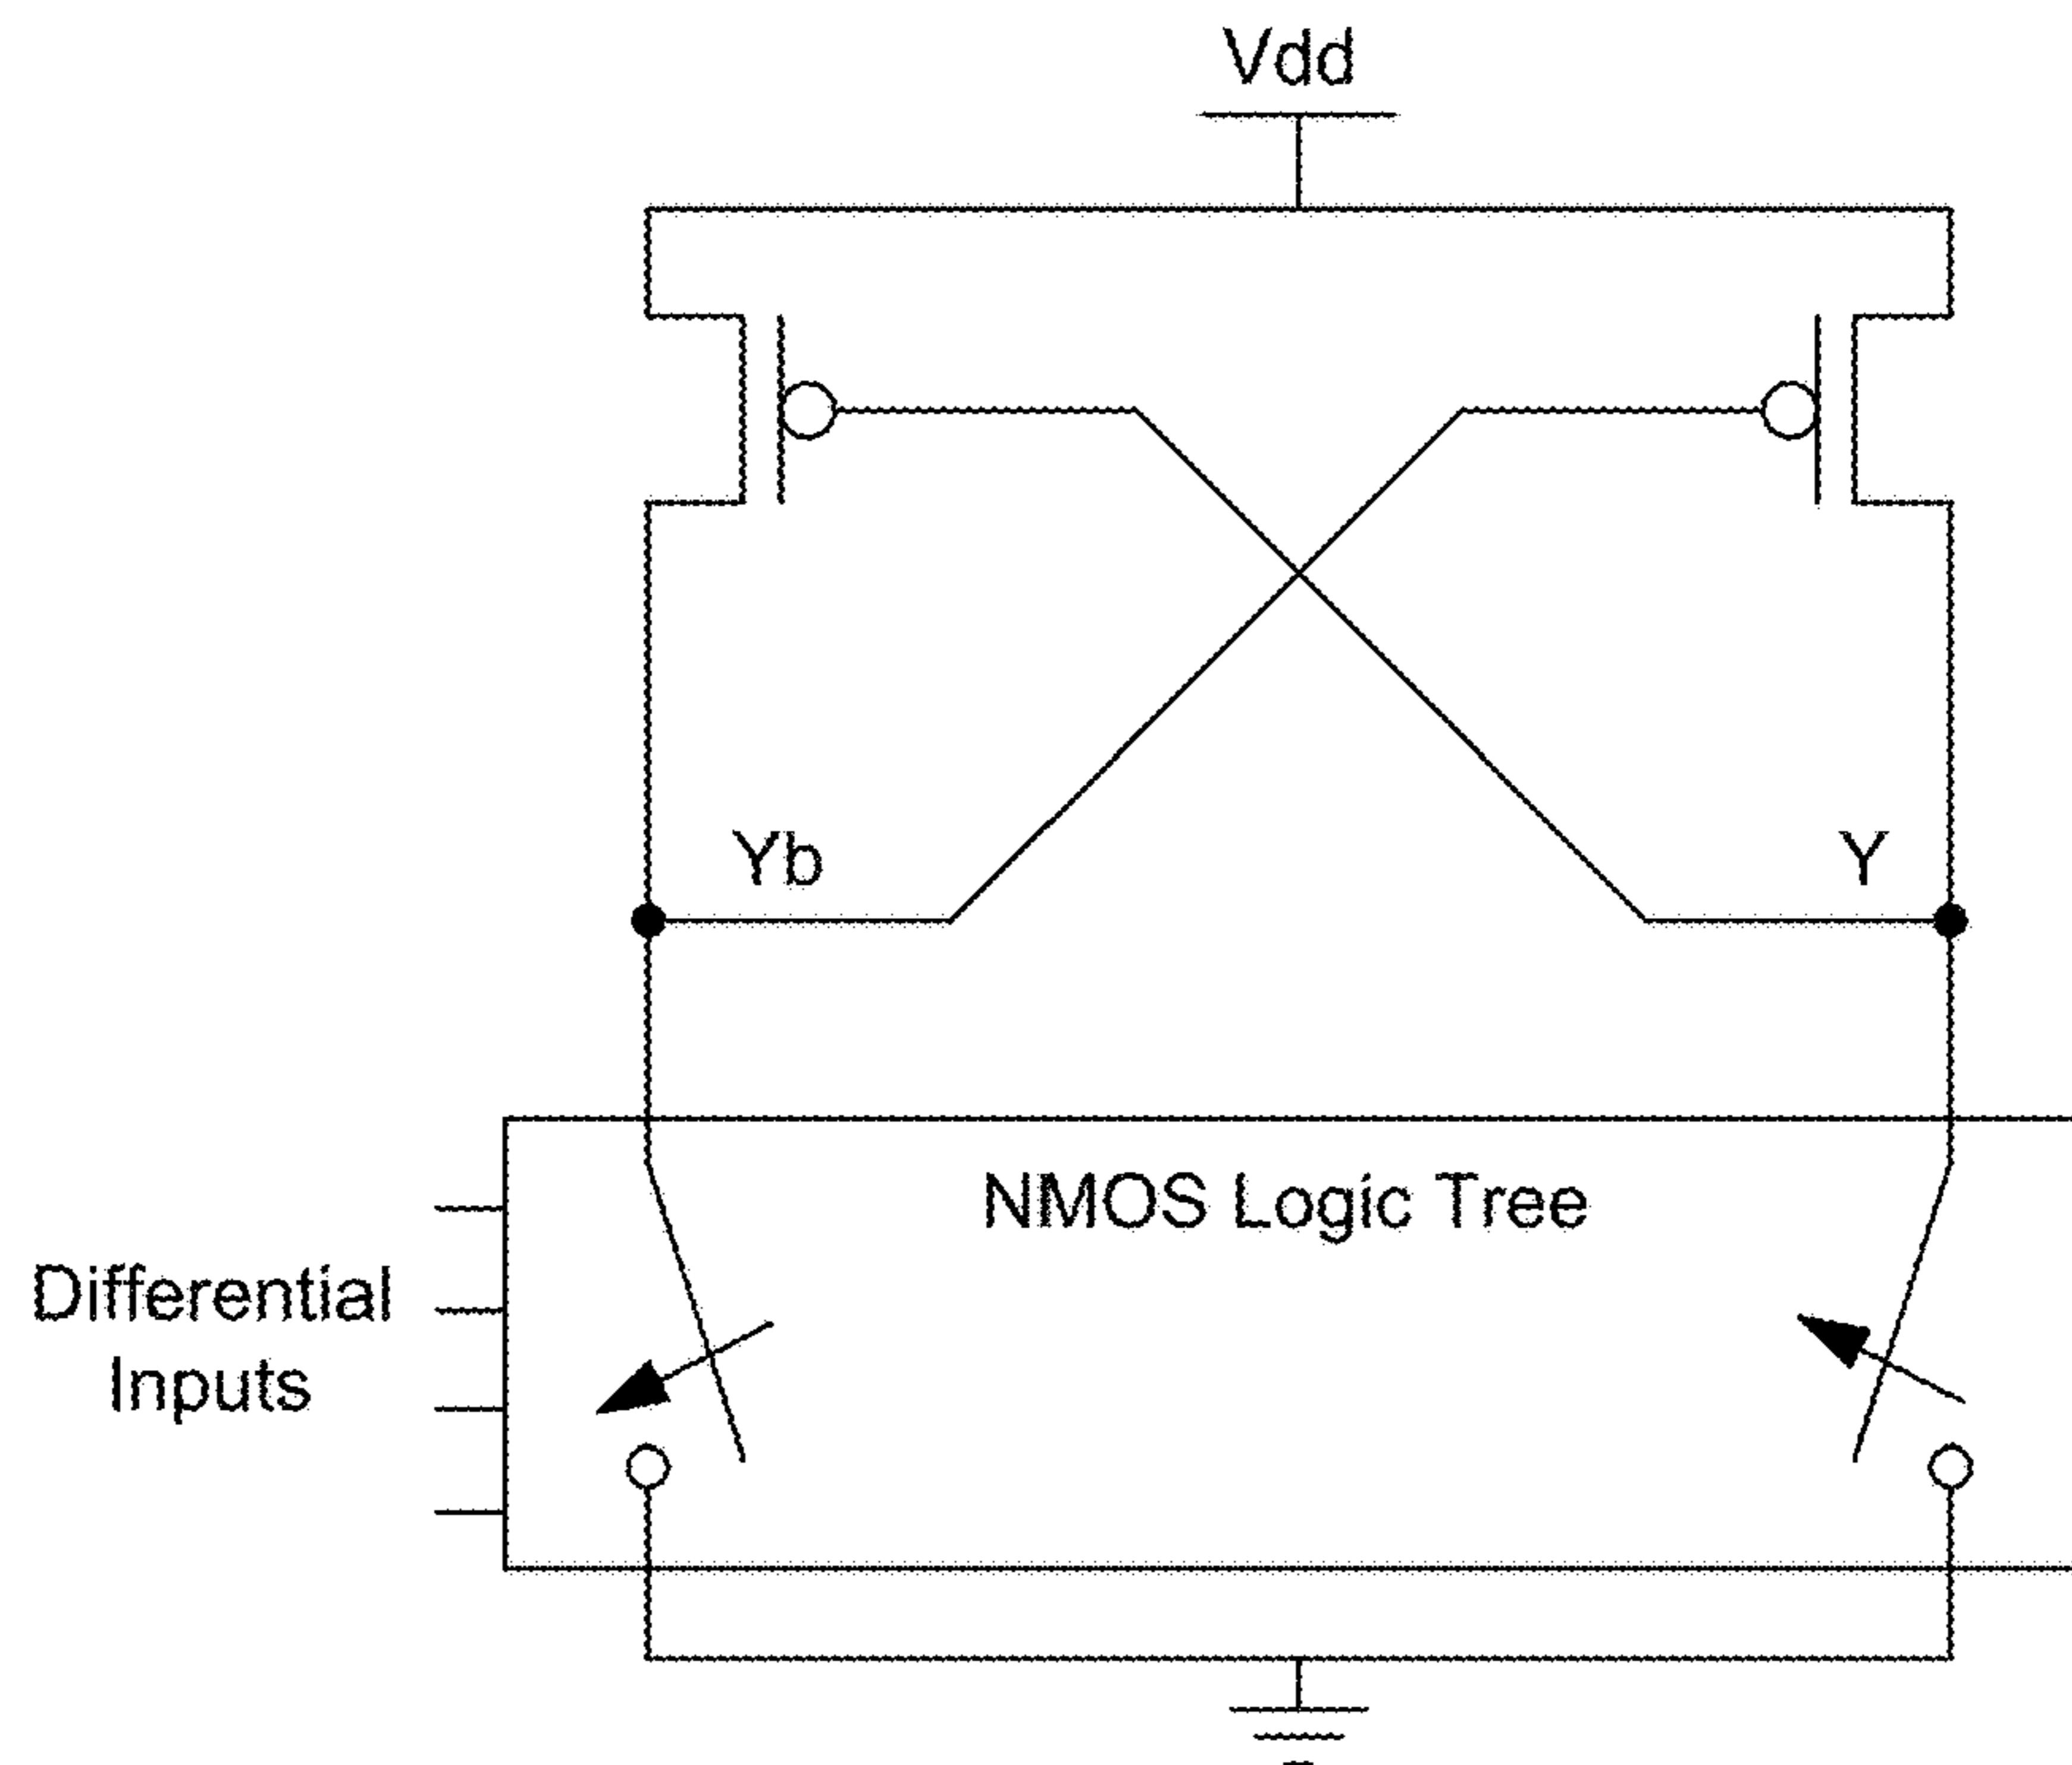 Vdd
Yb
Y
NMOS Logic Tree
Differential
Inputs